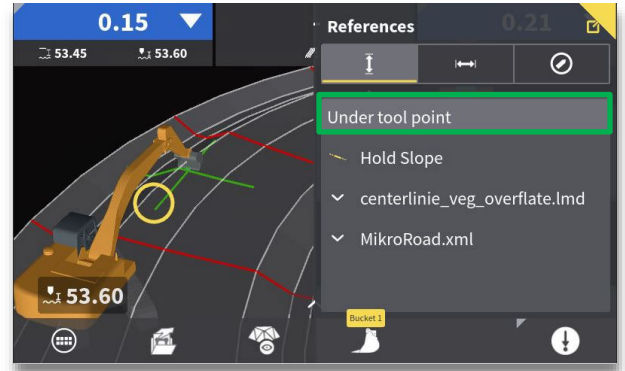 0.15
References
0.21
53.45
53.60
Under tool point
Hold Slope
centerlinie_veg_overflate.lmd
MikroRoad.xml
53.60
Bucket 1